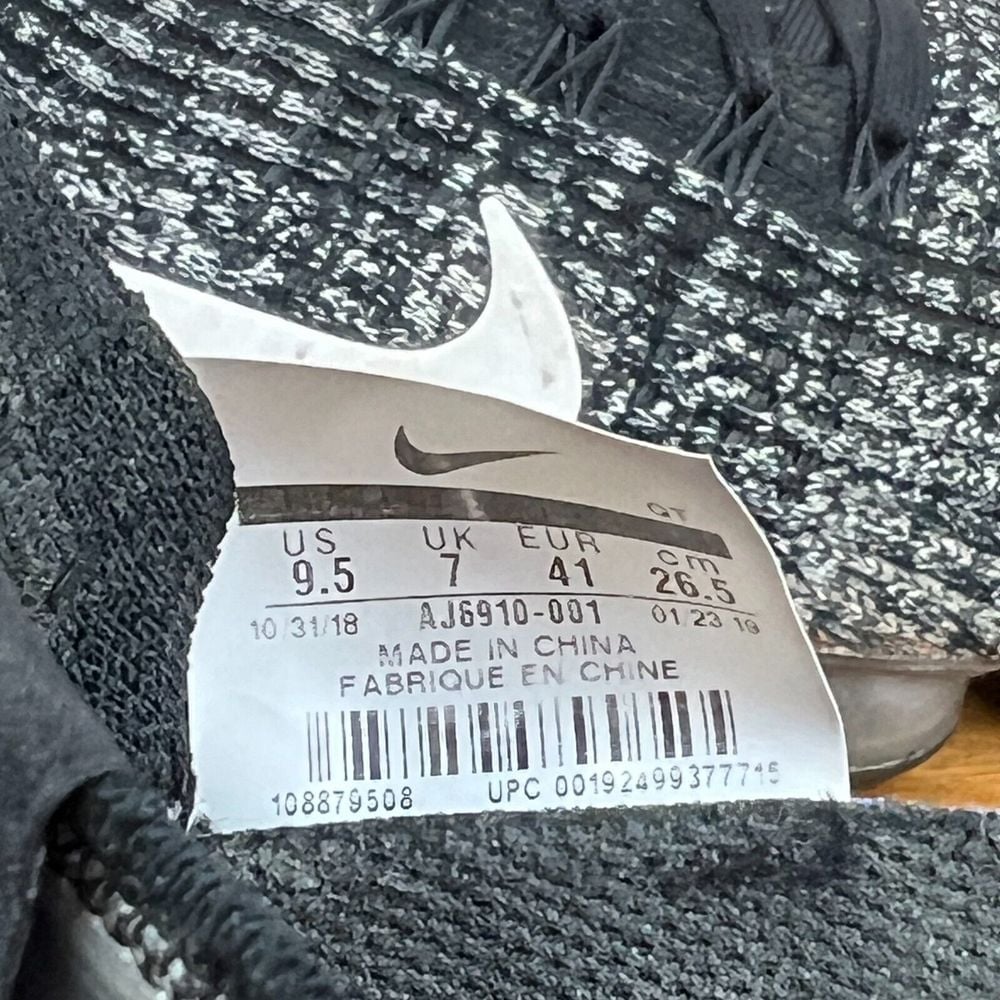 QT
US UK EUR cm
9.5 7 41 26.5
10/31/18 AJ6910-001 01/23/19
MADE IN CHINA
FABRIQUE EN CHINE
108879508 UPC 00192499377715